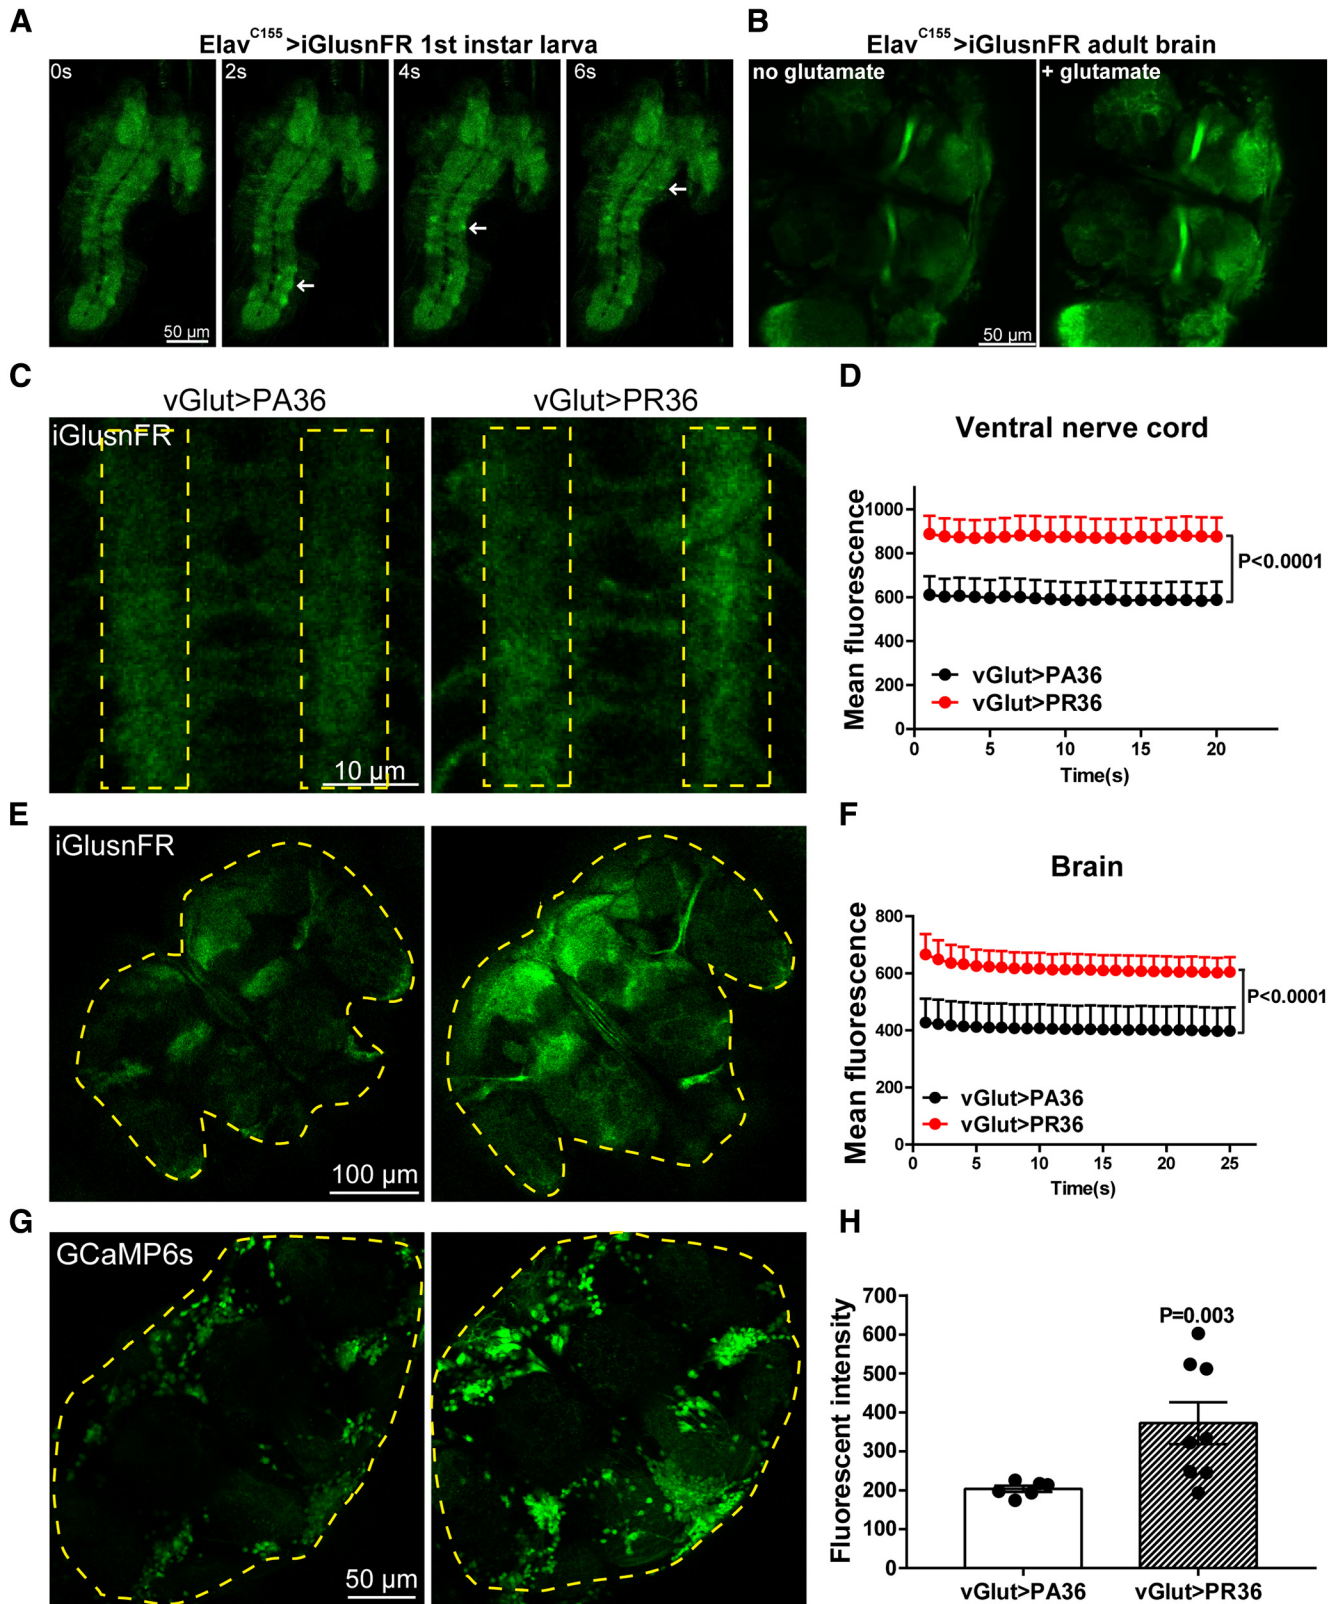 A
Elav^C155>iGlusnFR 1st instar larva
0s
2s
4s
6s
50 μm
B
Elav^C155>iGlusnFR adult brain
no glutamate
+ glutamate
50 μm
C
vGlut>PA36
vGlut>PR36
iGlusnFR
10 μm
D
Ventral nerve cord
Mean fluorescence
1000
800
600
400
200
0
0
5
10
15
20
Time(s)
P<0.0001
vGlut>PA36
vGlut>PR36
E
iGlusnFR
100 μm
F
Brain
Mean fluorescence
800
600
400
200
0
0
5
10
15
20
25
Time(s)
P<0.0001
vGlut>PA36
vGlut>PR36
G
GCaMP6s
50 μm
H
Fluorescent intensity
700
600
500
400
300
200
100
0
P=0.003
vGlut>PA36
vGlut>PR36